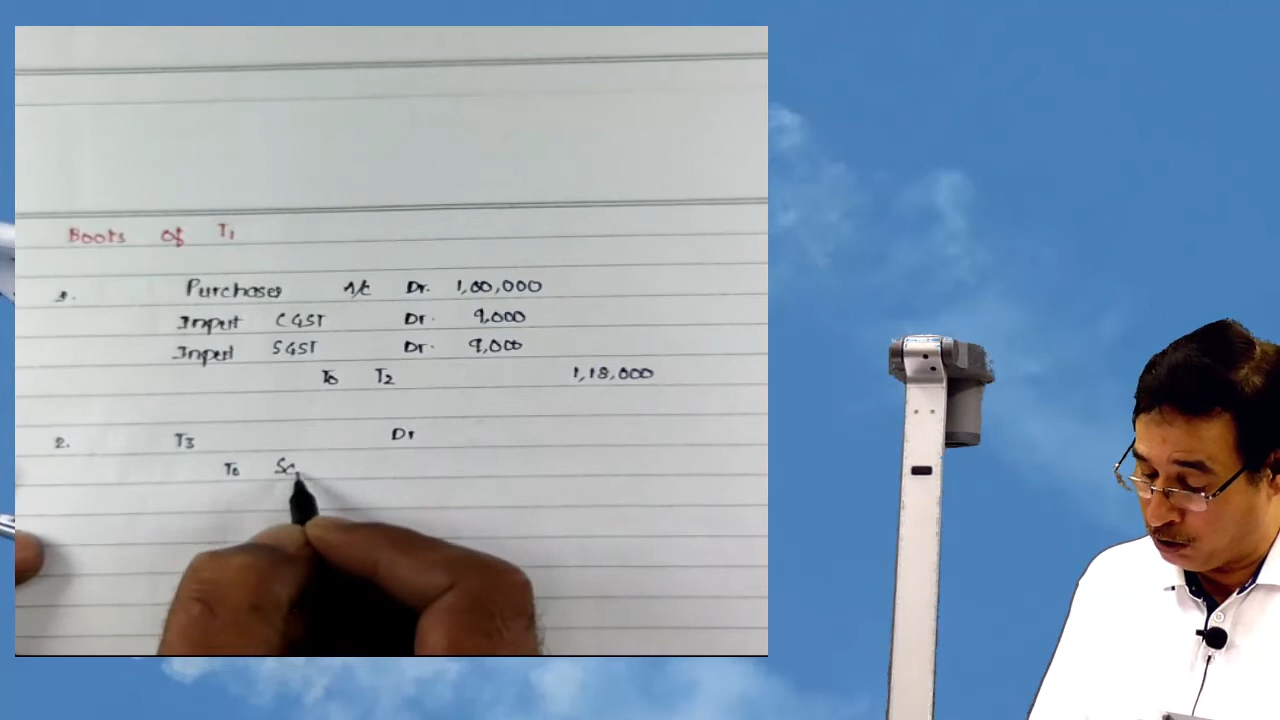 Books of T1
1. Purchases A/c Dr. 1,00,000
Input CGST Dr. 9,000
Input SGST Dr. 9,000
To T2 1,18,000
2. T3 Dr
To Sa